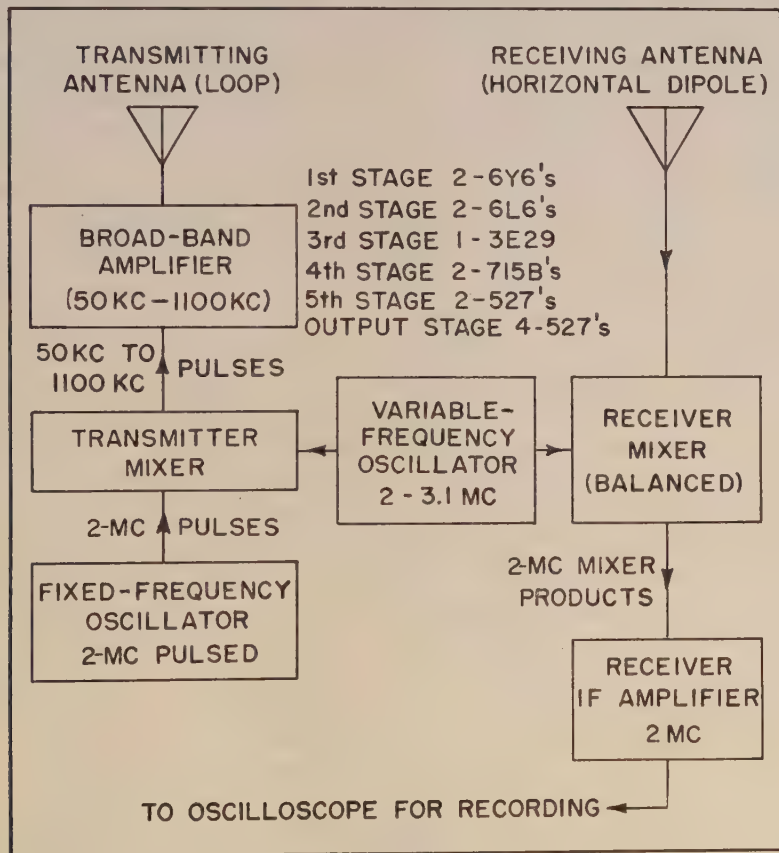 TRANSMITTING
ANTENNA (LOOP)
RECEIVING ANTENNA
(HORIZONTAL DIPOLE)
1st STAGE 2-6Y6's
2nd STAGE 2-6L6's
3rd STAGE 1-3E29
4th STAGE 2-715B's
5th STAGE 2-527's
OUTPUT STAGE 4-527's
BROAD-BAND
AMPLIFIER
(50KC-1100KC)
50KC TO
1100 KC
PULSES
TRANSMITTER
MIXER
VARIABLE-
FREQUENCY
OSCILLATOR
2 - 3.1 MC
RECEIVER
MIXER
(BALANCED)
2-MC PULSES
FIXED-FREQUENCY
OSCILLATOR
2-MC PULSED
2-MC MIXER
PRODUCTS
RECEIVER
IF AMPLIFIER
2 MC
TO OSCILLOSCOPE FOR RECORDING